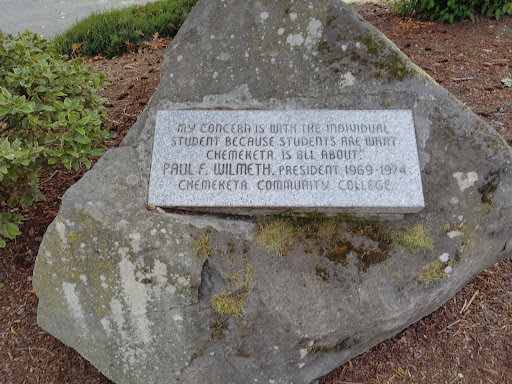 "MY CONCERN IS WITH THE INDIVIDUAL
STUDENT BECAUSE STUDENTS ARE WHAT
CHEMEKETA IS ALL ABOUT."
PAUL F. WILMETH, PRESIDENT 1969-1974
CHEMEKETA COMMUNITY COLLEGE